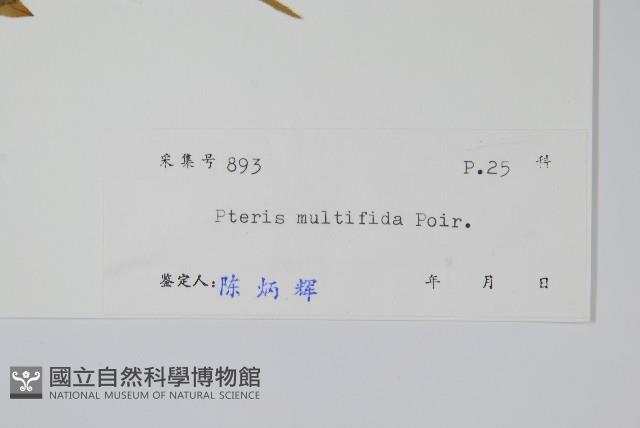 采集号 893 P.25 科
Pteris multifida Poir.
鉴定人: 陈炳辉 年 月 日
國立自然科學博物館
NATIONAL MUSEUM OF NATURAL SCIENCE